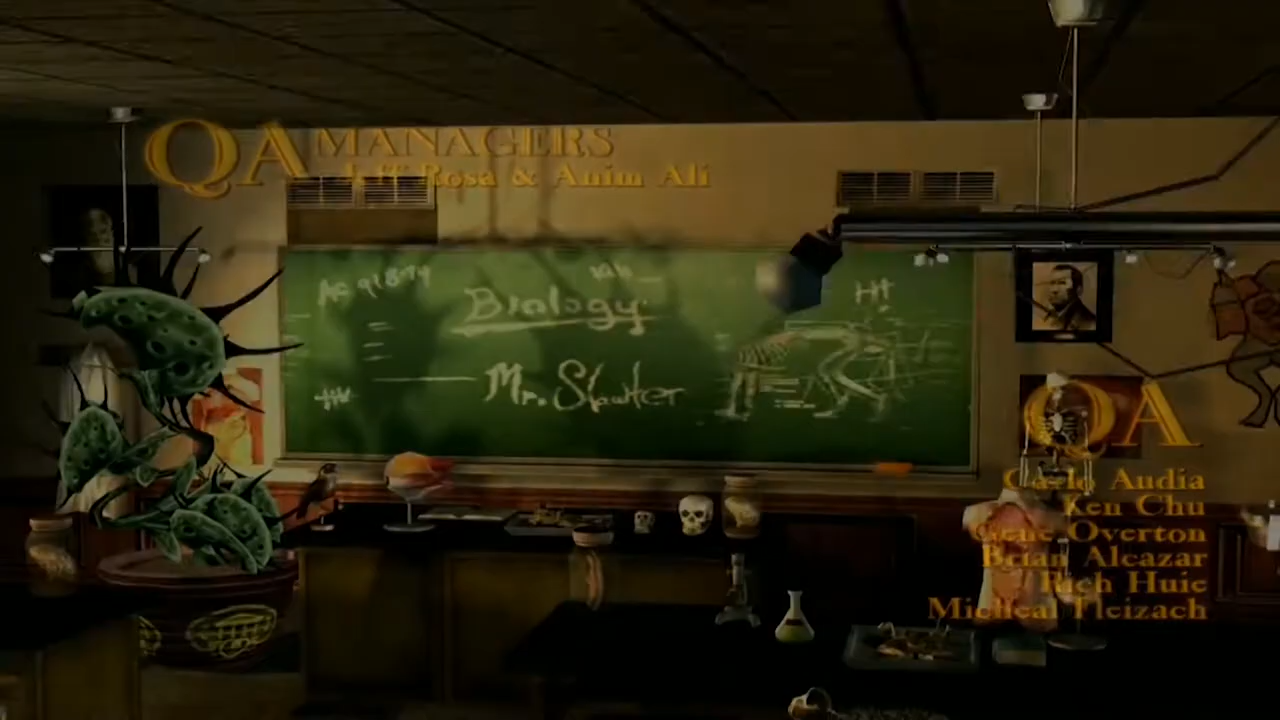 QA MANAGERS
Jeff Rosa & Anim Ali
Biology
Mr.
Ht
QA
Carlo Audia
Ken Chu
Gene Overton
Brian Alcazar
Rich Huie
Micheal Fleizach